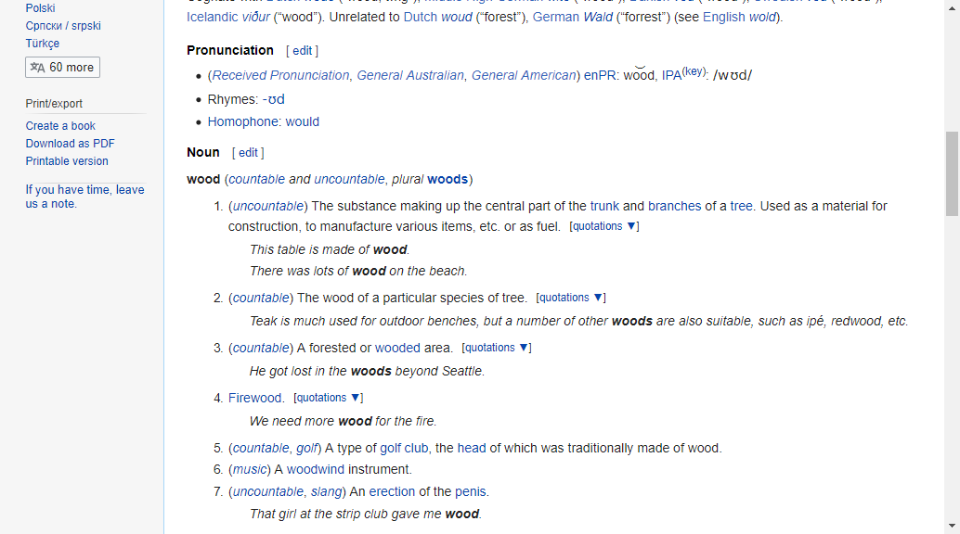 Polski
Српски / srpski
Türkçe
文A 60 more
Print/export
Create a book
Download as PDF
Printable version
If you have time, leave
us a note.
Icelandic viður (“wood”). Unrelated to Dutch woud (“forest”), German Wald (“forrest”) (see English wold).
Pronunciation [ edit ]
• (Received Pronunciation, General Australian, General American) enPR: wo͝od, IPA(key): /wʊd/
• Rhymes: -ʊd
• Homophone: would
Noun [ edit ]
wood (countable and uncountable, plural woods)
1. (uncountable) The substance making up the central part of the trunk and branches of a tree. Used as a material for
construction, to manufacture various items, etc. or as fuel. [quotations ▼]
This table is made of wood.
There was lots of wood on the beach.
2. (countable) The wood of a particular species of tree. [quotations ▼]
Teak is much used for outdoor benches, but a number of other woods are also suitable, such as ipé, redwood, etc.
3. (countable) A forested or wooded area. [quotations ▼]
He got lost in the woods beyond Seattle.
4. Firewood. [quotations ▼]
We need more wood for the fire.
5. (countable, golf) A type of golf club, the head of which was traditionally made of wood.
6. (music) A woodwind instrument.
7. (uncountable, slang) An erection of the penis.
That girl at the strip club gave me wood.